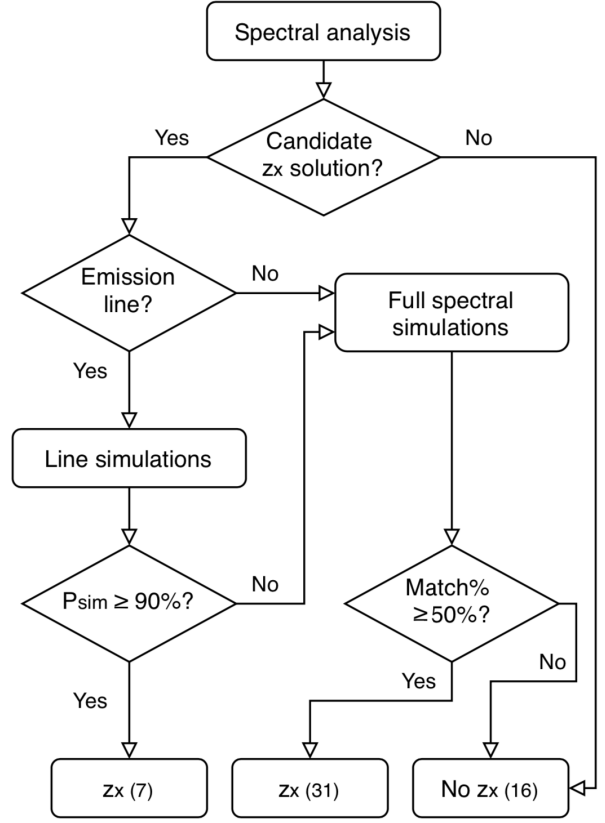 Spectral analysis
Yes
Candidate
zx solution?
No
Emission
line?
No
Full spectral
simulations
Yes
Line simulations
Psim ≥ 90%?
No
Match%
≥50%?
Yes
Yes
No
zx (7)
zx (31)
No zx (16)